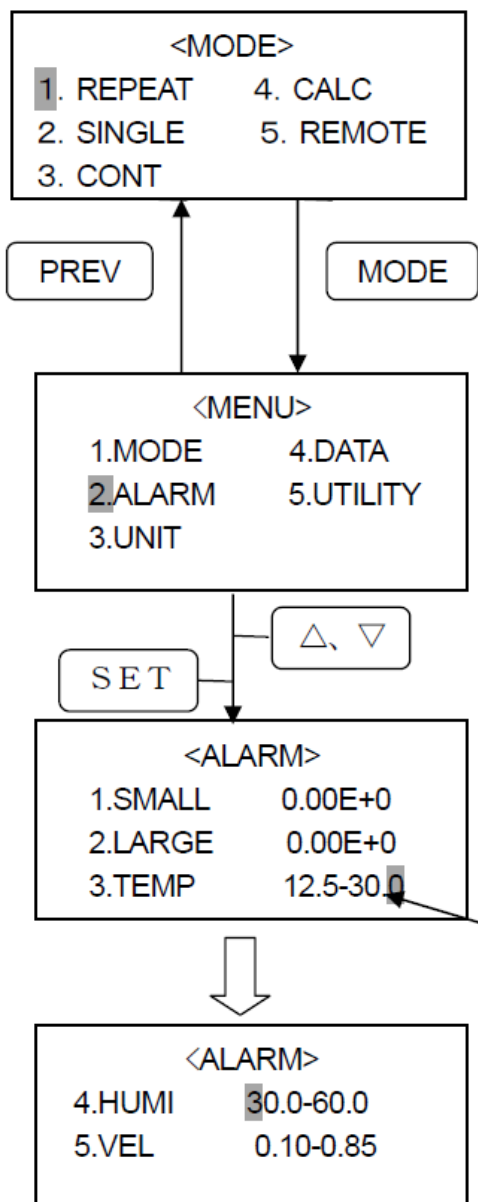 <MODE>
1. REPEAT 4. CALC
2. SINGLE 5. REMOTE
3. CONT
PREV MODE
<MENU>
1.MODE 4.DATA
2.ALARM 5.UTILITY
3.UNIT
△、▽
ＳＥＴ
<ALARM>
1.SMALL 0.00E+0
2.LARGE 0.00E+0
3.TEMP 12.5-30.0
<ALARM>
4.HUMI 30.0-60.0
5.VEL 0.10-0.85